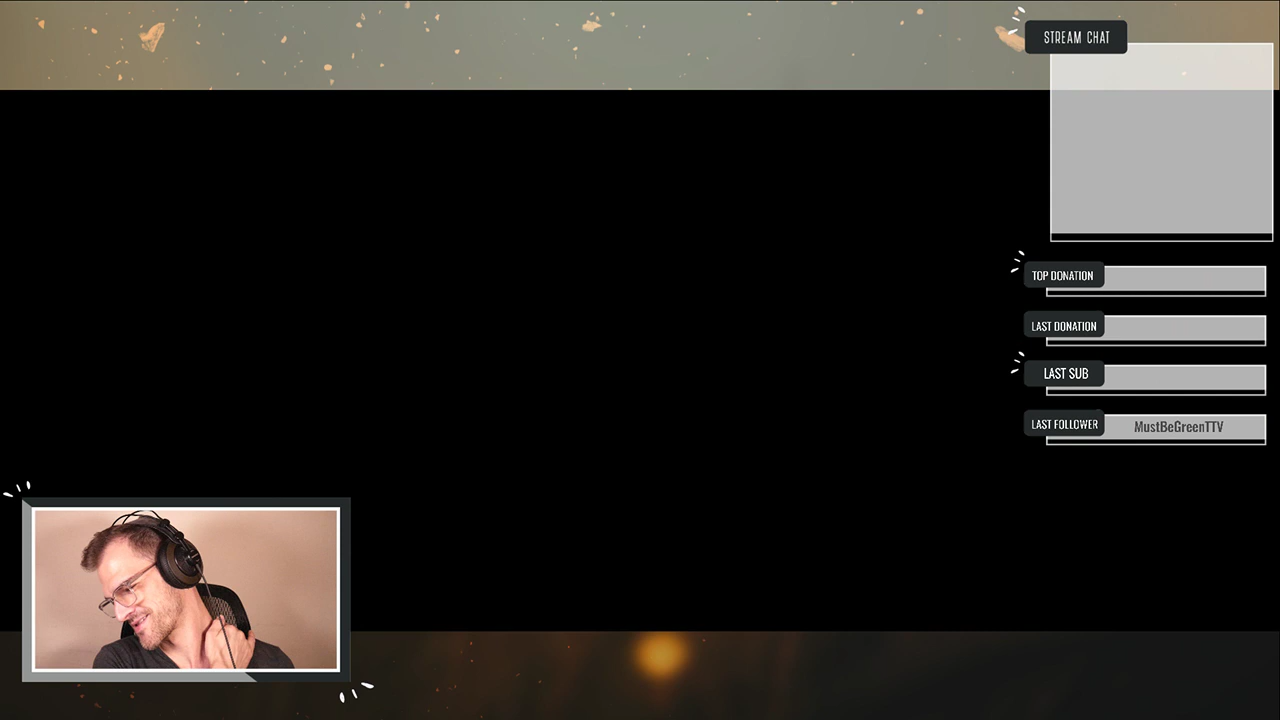 STREAM CHAT
TOP DONATION
LAST DONATION
LAST SUB
LAST FOLLOWER
MustBeGreenTTV